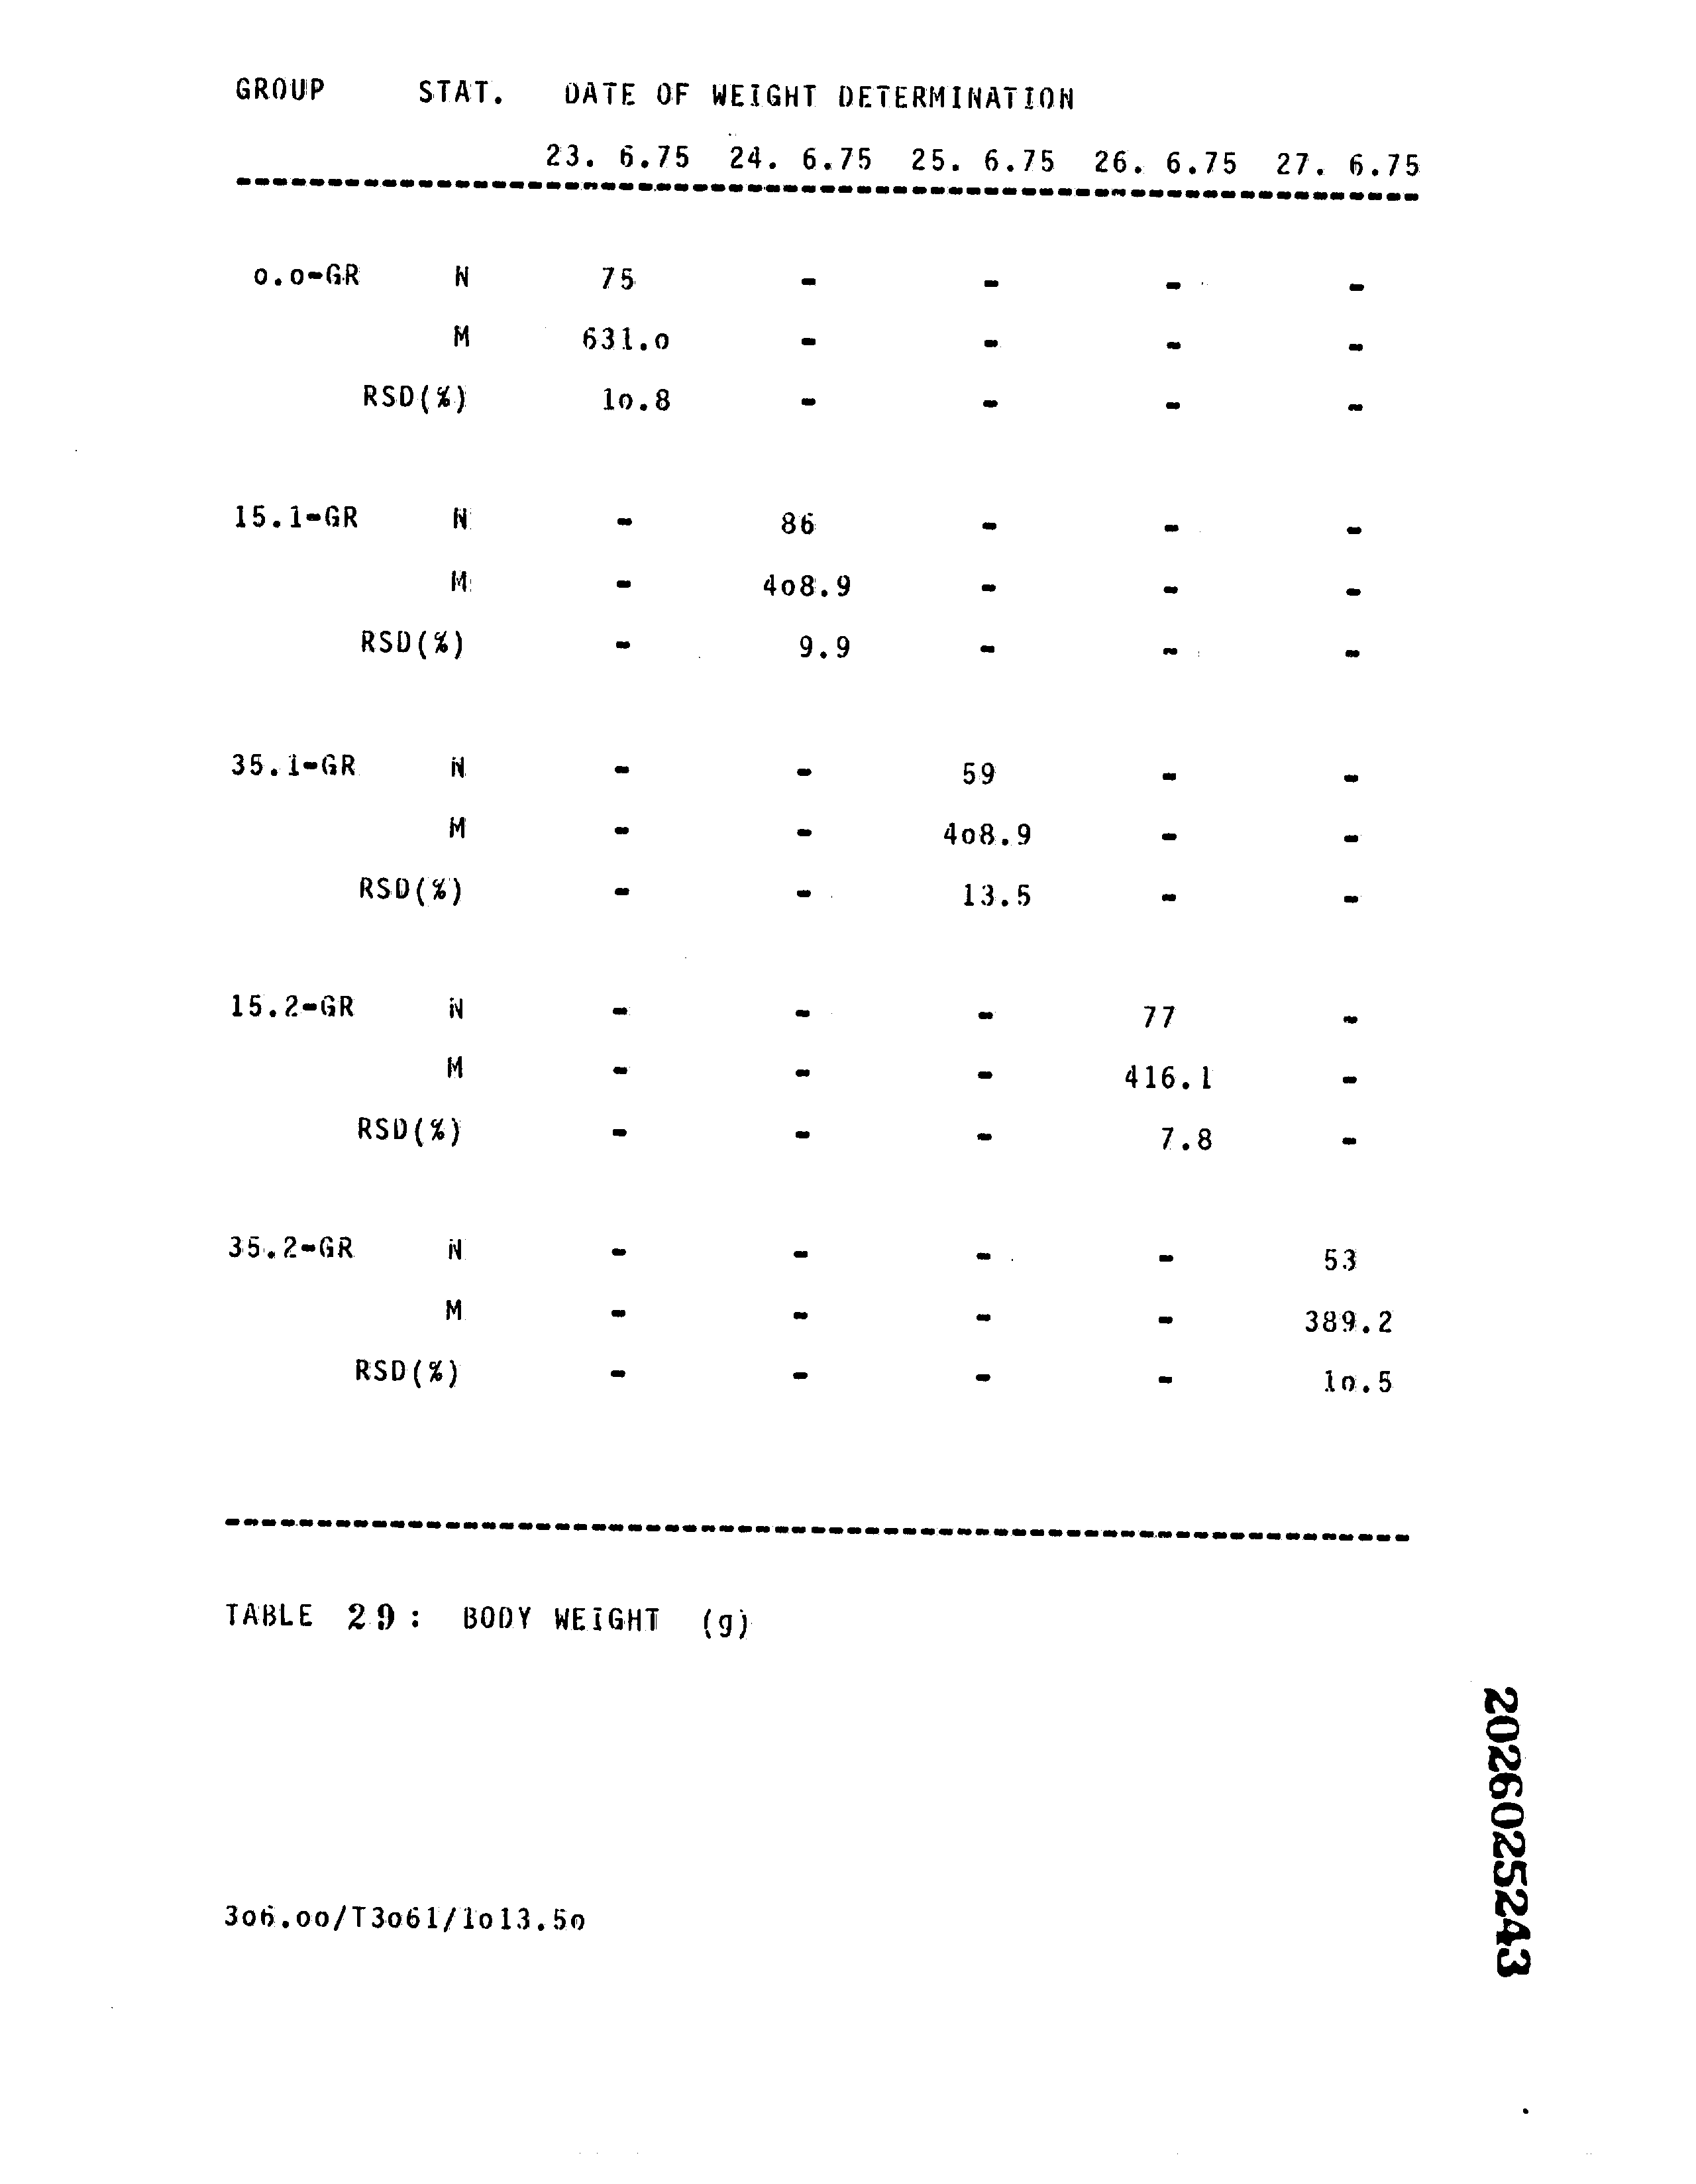 GROUP STAT. DATE OF WEIGHT DETERMINATION
23. 6.75 24. 6.75 25. 6.75 26. 6.75 27. 6.75
o.o-GR N 75 - - - -
M 631.o - - - -
RSD(%) 1o.8 - - - -
15.1-GR N - 86 - - -
M - 4o8.9 - - -
RSD(%) - 9.9 - - -
35.1-GR N - - 59 - -
M - - 4o8.9 - -
RSD(%) - - 13.5 - -
15.2-GR N - - - 77 -
M - - - 416.1 -
RSD(%) - - - 7.8 -
35.2-GR N - - - - 53
M - - - - 389.2
RSD(%) - - - - 1o.5
TABLE 29: BODY WEIGHT (g)
2026025243
3o6.oo/T3o61/1o13.5o